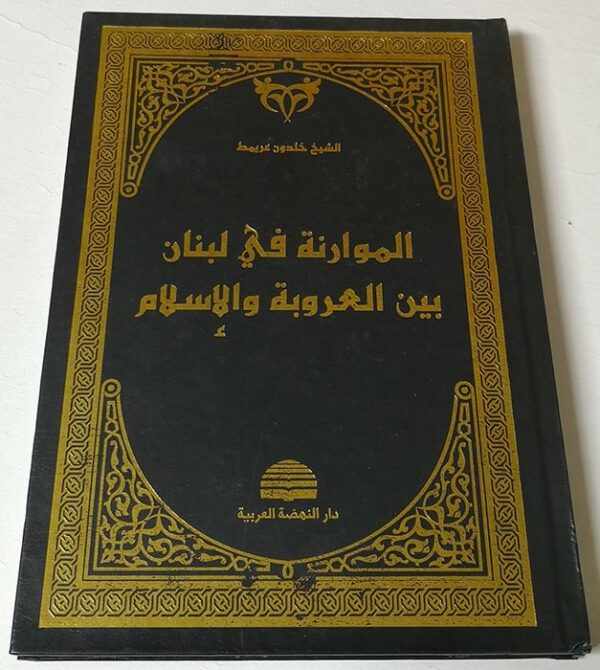 الشيخ خلدون عريمط
الموارنة في لبنان
بين العروبة والإسلام
دار النهضة العربية